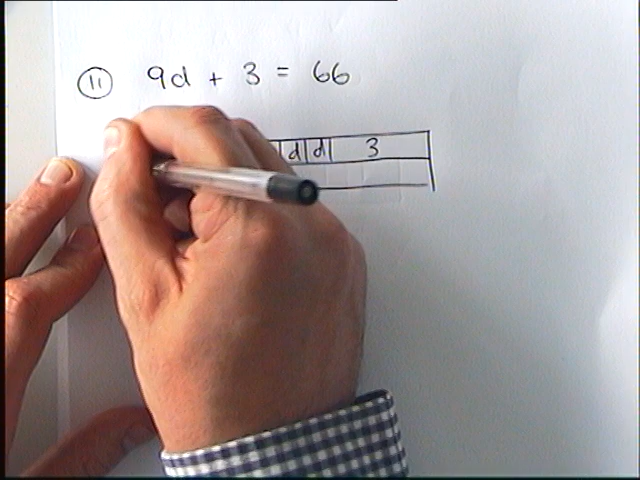 11 9d + 3 = 66
d d 3